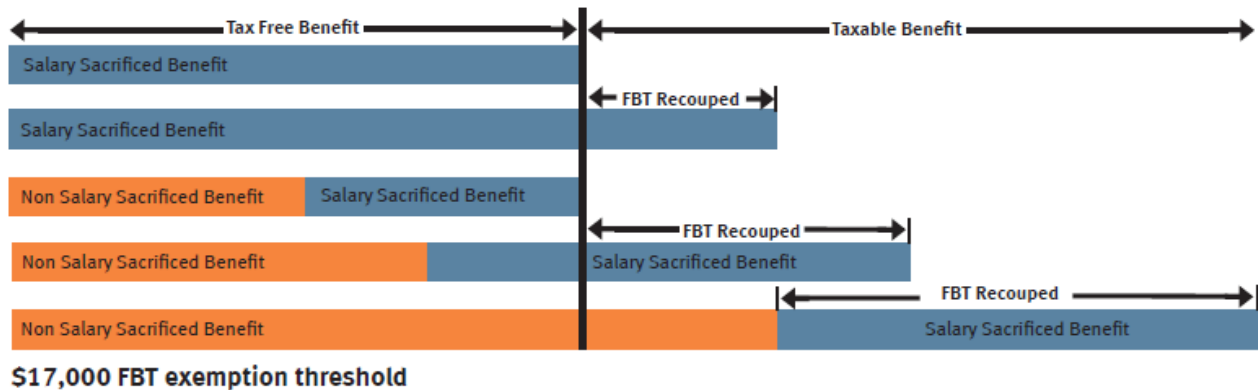 Tax Free Benefit
Taxable Benefit
Salary Sacrificed Benefit
FBT Recouped
Salary Sacrificed Benefit
Non Salary Sacrificed Benefit
Salary Sacrificed Benefit
FBT Recouped
Non Salary Sacrificed Benefit
Salary Sacrificed Benefit
FBT Recouped
Non Salary Sacrificed Benefit
Salary Sacrificed Benefit
$17,000 FBT exemption threshold